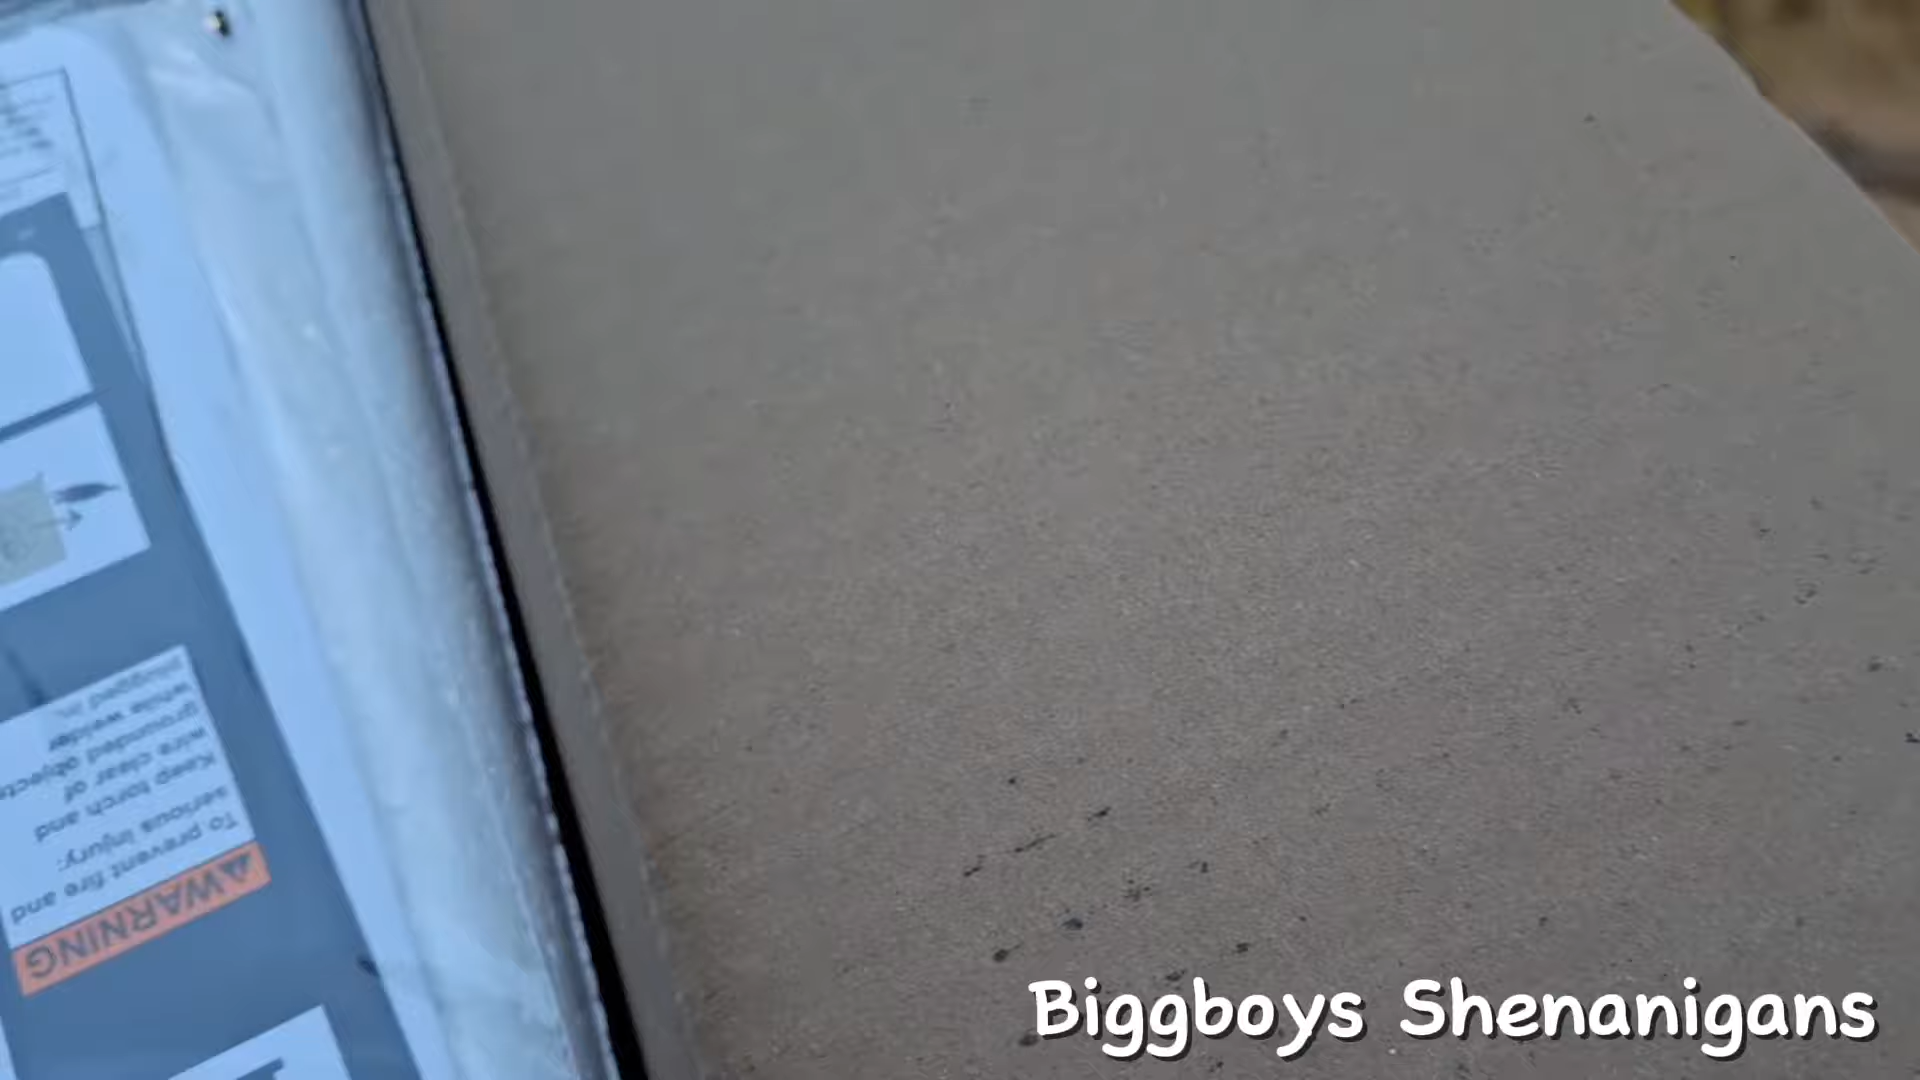 WARNING
To prevent fire and
serious injury:
Keep torch and
wire clear of
grounded objects
while welder
plugged in.
Biggboys Shenanigans